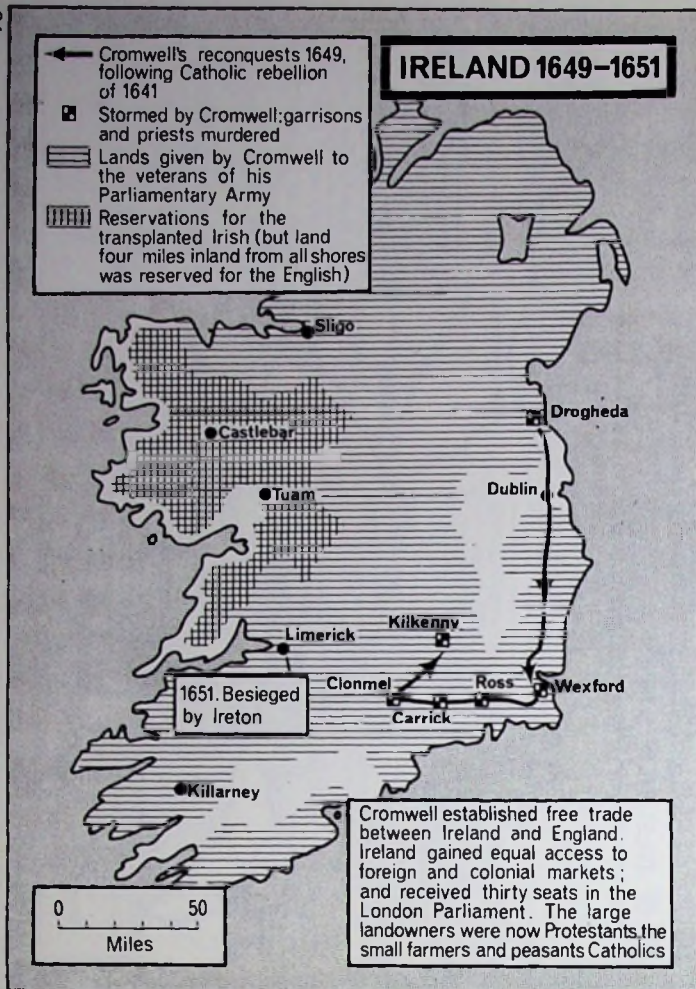 IRELAND 1649–1651
Cromwell's reconquests 1649,
following Catholic rebellion
of 1641
Stormed by Cromwell:garrisons
and priests murdered
Lands given by Cromwell to
the veterans of his
Parliamentary Army
Reservations for the
transplanted Irish (but land
four miles inland from all shores
was reserved for the English)
Sligo
Drogheda
Castlebar
Tuam
Dublin
Kilkenny
Limerick
Clonmel
Ross
Wexford
Carrick
1651. Besieged
by Ireton
Killarney
Cromwell established free trade
between Ireland and England.
Ireland gained equal access to
foreign and colonial markets;
and received thirty seats in the
London Parliament. The large
landowners were now Protestants.the
small farmers and peasants Catholics
0 50
Miles